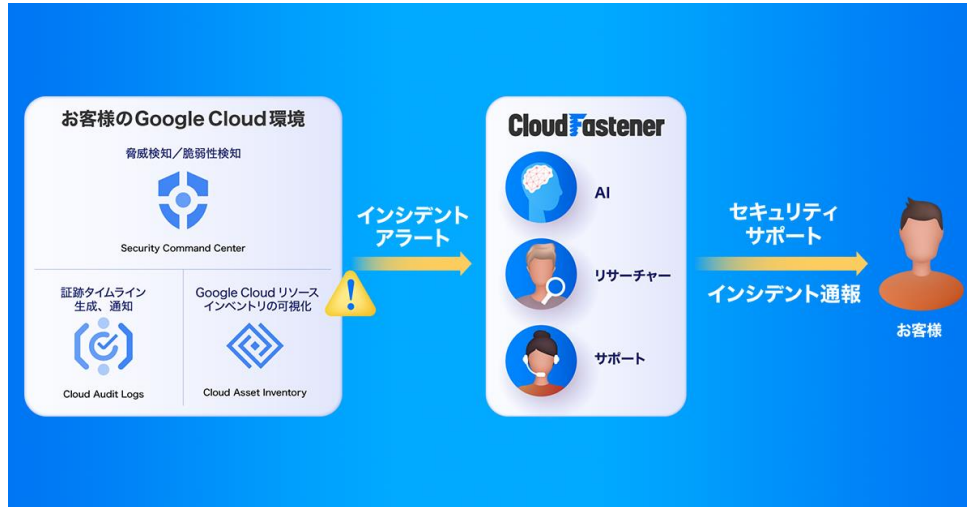 お客様のGoogle Cloud環境
脅威検知／脆弱性検知
Security Command Center
証跡タイムライン
生成、通知
Cloud Audit Logs
Google Cloud リソース
インベントリの可視化
Cloud Asset Inventory
インシデント
アラート
CloudFastener
AI
リサーチャー
サポート
セキュリティ
サポート
インシデント通報
お客様